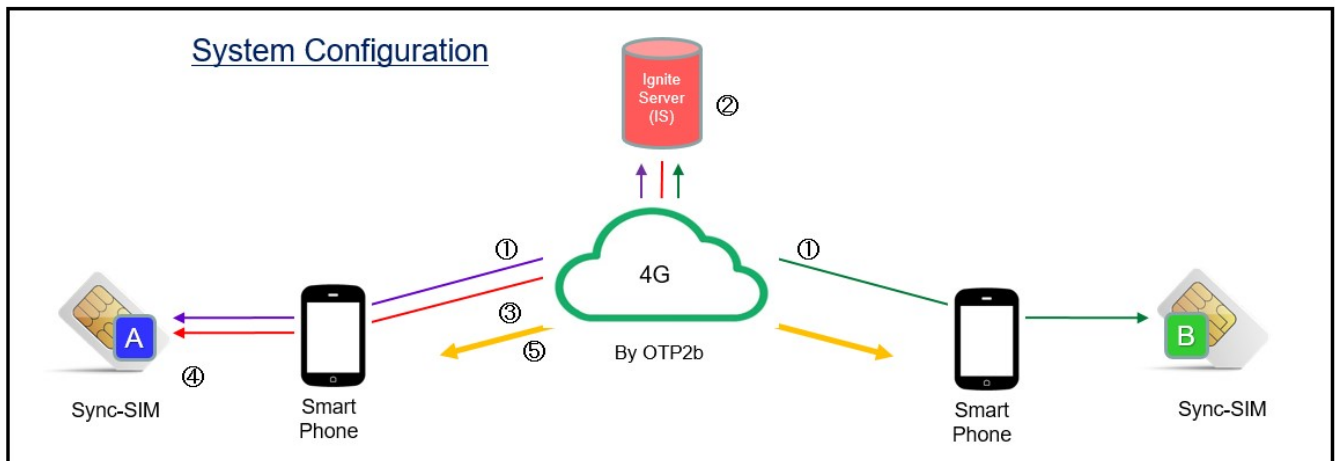 System Configuration
Ignite
Server
(IS)
②
①
①
4G
③
⑤
By OTP2b
A
B
④
Sync-SIM
Smart
Phone
Smart
Phone
Sync-SIM